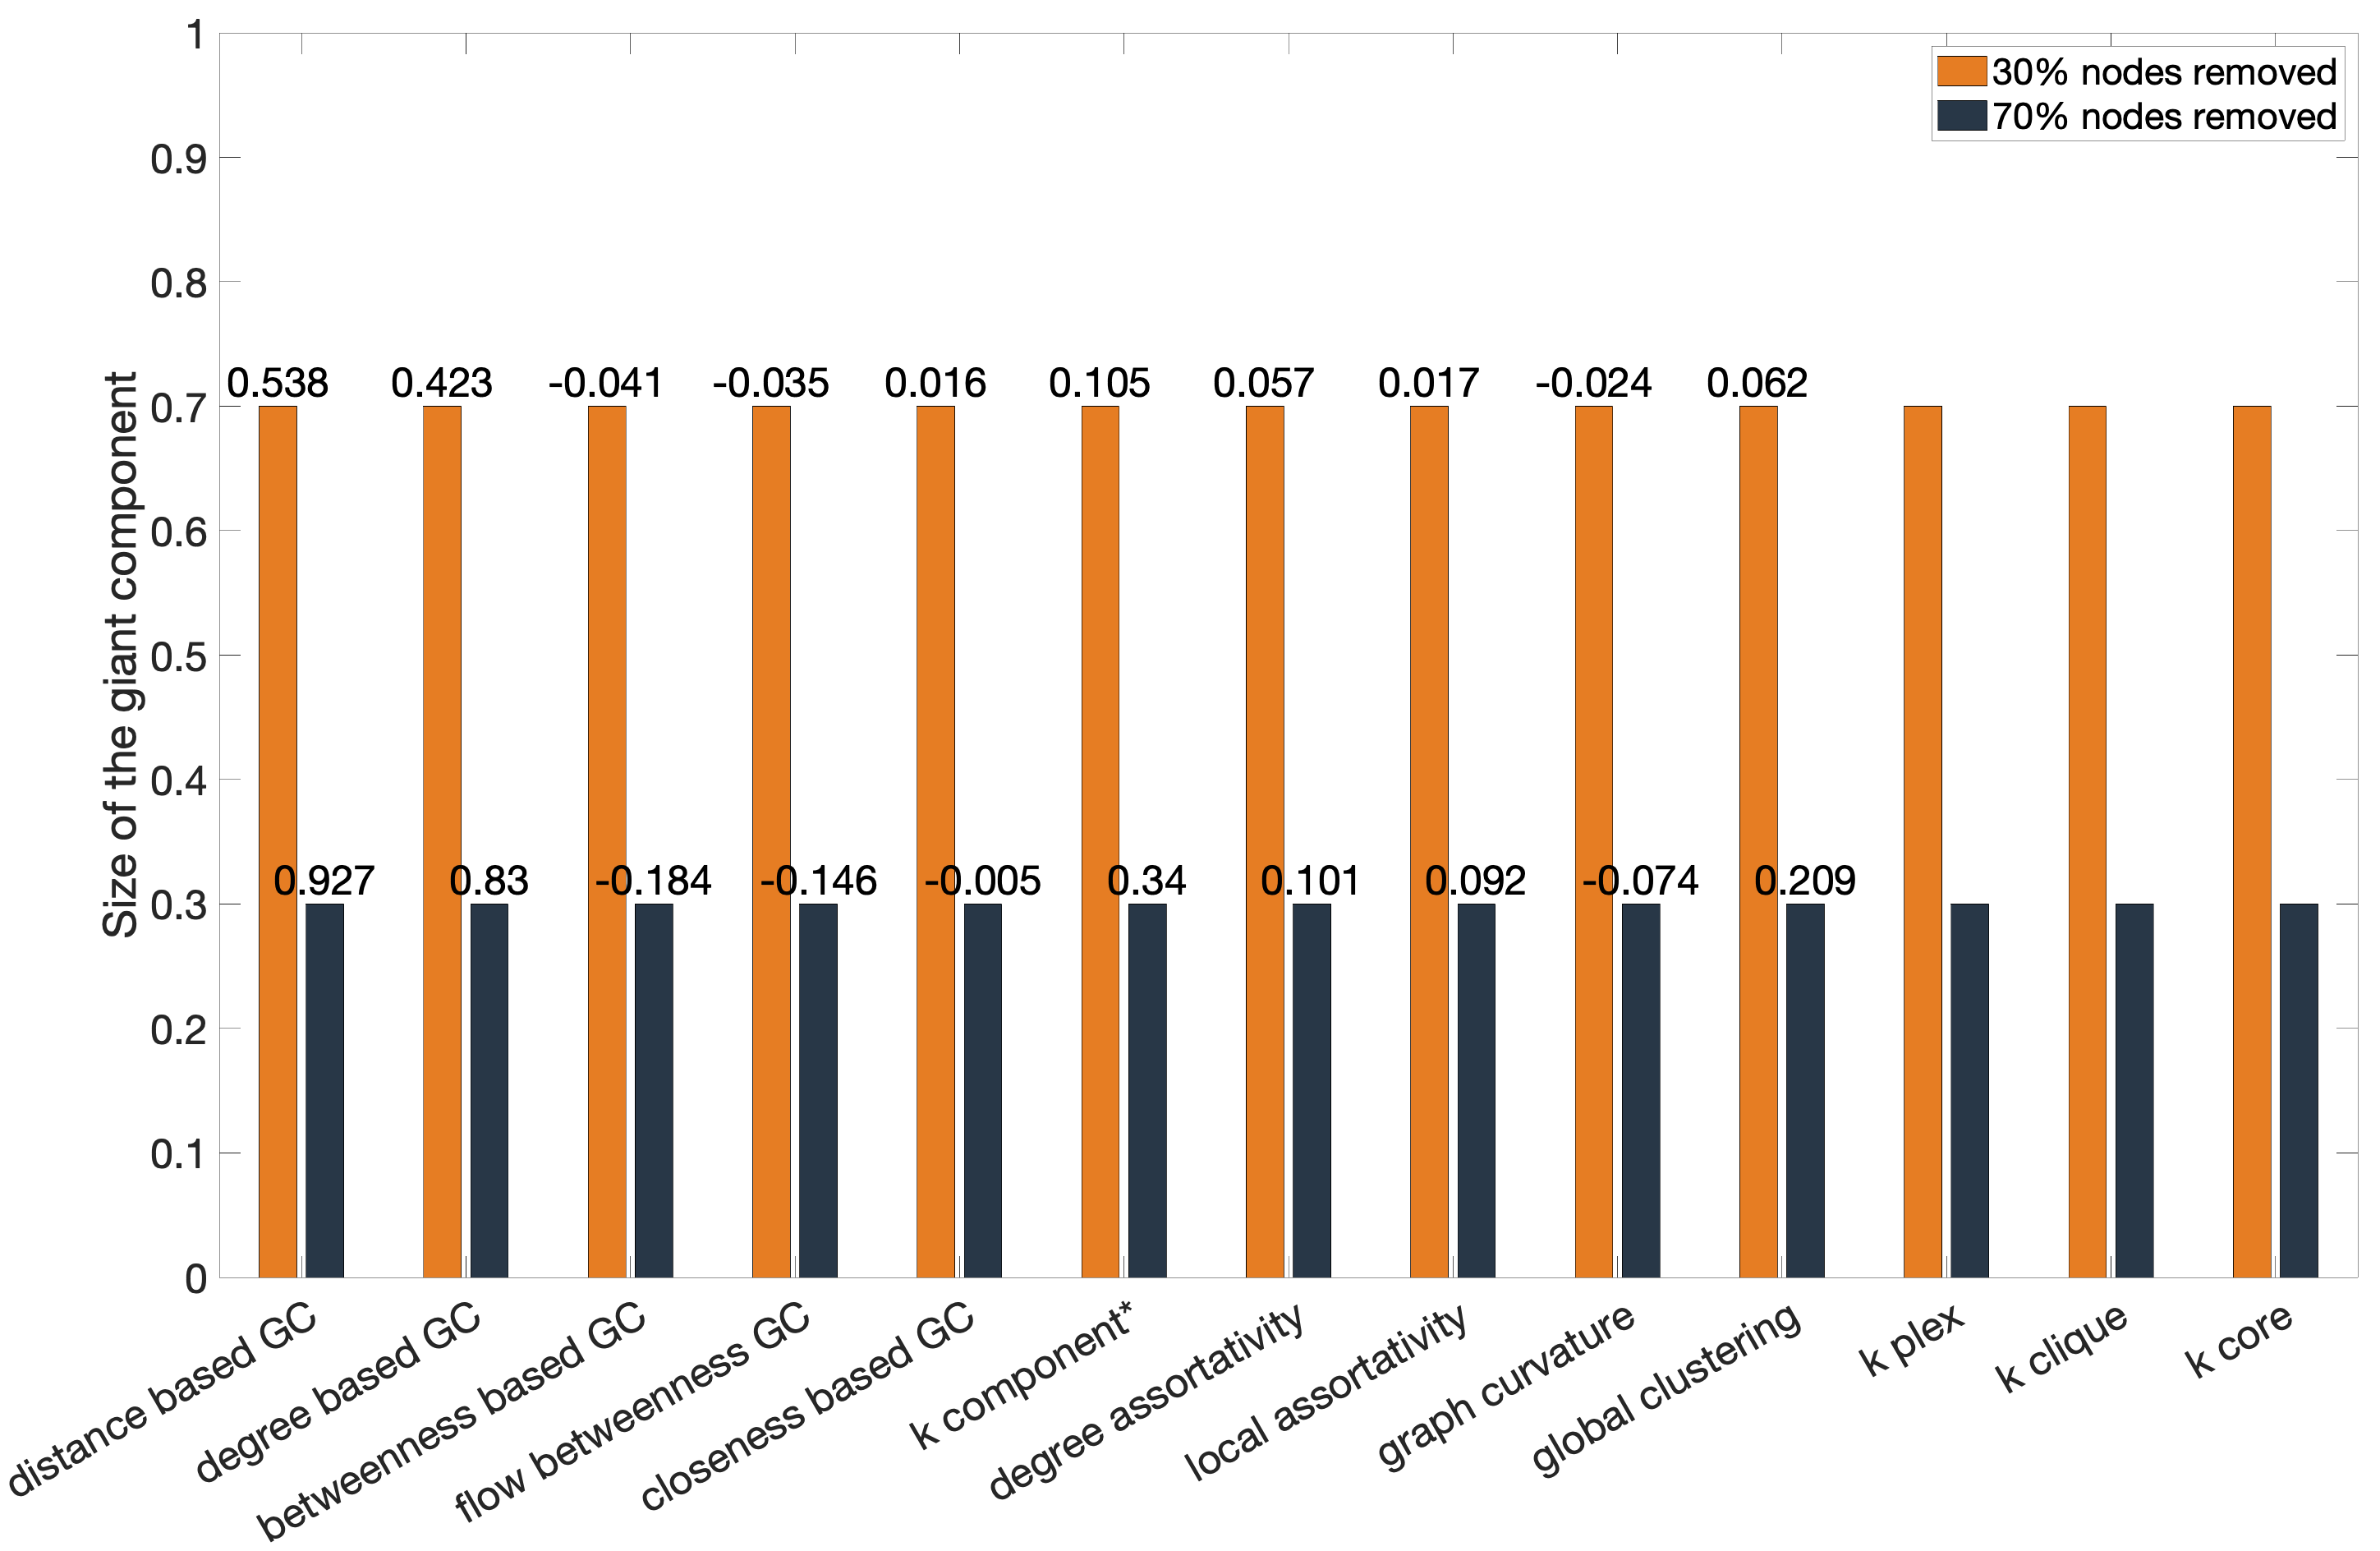 Size of the giant component
1
0.9
0.8
0.7
0.6
0.5
0.4
0.3
0.2
0.1
0
30% nodes removed
70% nodes removed
0.538 0.423 -0.041 -0.035 0.016 0.105 0.057 0.017 -0.024 0.062
0.927 0.83 -0.184 -0.146 -0.005 0.34 0.101 0.092 -0.074 0.209
distance based GC
degree based GC
betweenness based GC
flow betweenness GC
closeness based GC
k component*
degree assortativity
local assortativity
graph curvature
global clustering
k plex
k clique
k core